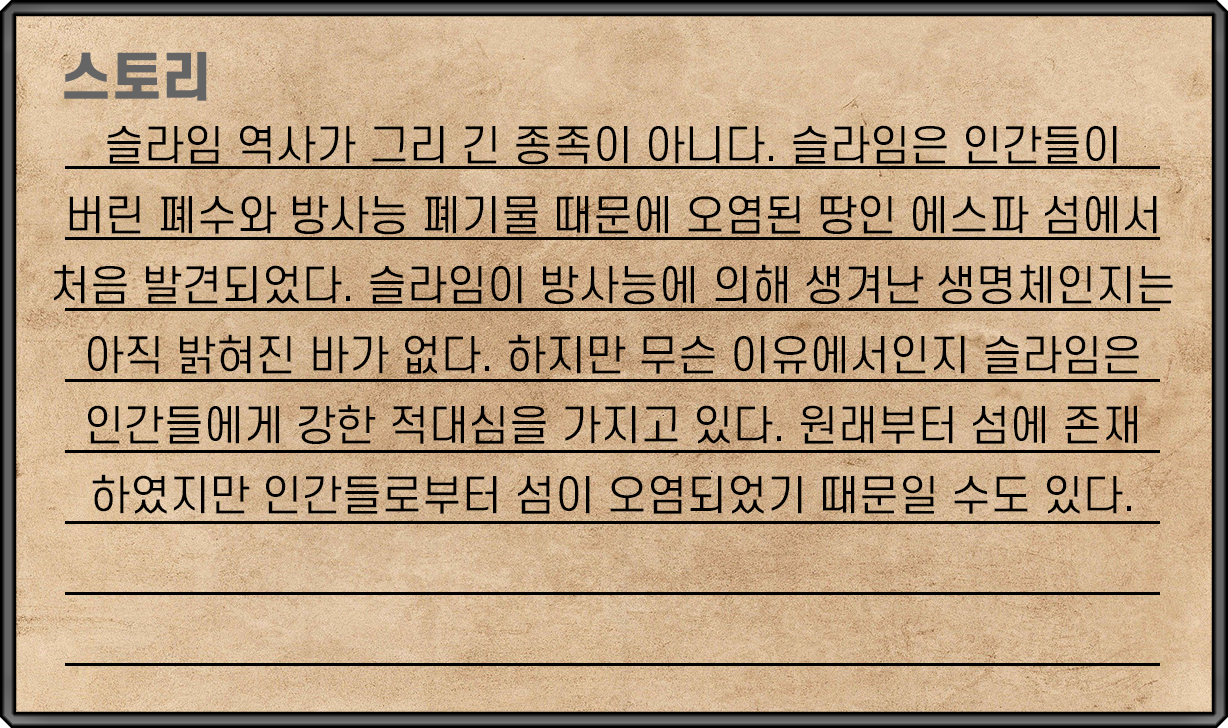 스토리
슬라임 역사가 그리 긴 종족이 아니다. 슬라임은 인간들이
버린 폐수와 방사능 폐기물 때문에 오염된 땅인 에스파 섬에서
처음 발견되었다. 슬라임이 방사능에 의해 생겨난 생명체인지는
아직 밝혀진 바가 없다. 하지만 무슨 이유에서인지 슬라임은
인간들에게 강한 적대심을 가지고 있다. 원래부터 섬에 존재
하였지만 인간들로부터 섬이 오염되었기 때문일 수도 있다.